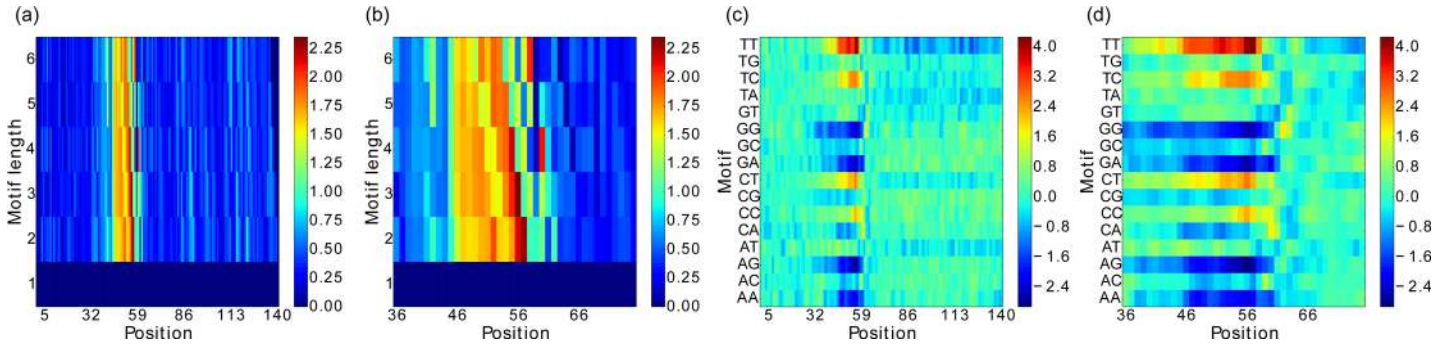 (a)
Motif length
6
5
4
3
2
1
5 32 59 86 113 140
Position
2.25
2.00
1.75
1.50
1.25
1.00
0.75
0.50
0.25
0.00
(b)
Motif length
6
5
4
3
2
1
36 46 56 66
Position
2.25
2.00
1.75
1.50
1.25
1.00
0.75
0.50
0.25
0.00
(c)
Motif
TT
TG
TC
TA
GT
GG
GC
GA
CT
CG
CC
CA
AT
AG
AC
AA
5 32 59 86 113 140
Position
4.0
3.2
2.4
1.6
0.8
0.0
−0.8
−1.6
−2.4
(d)
Motif
TT
TG
TC
TA
GT
GG
GC
GA
CT
CG
CC
CA
AT
AG
AC
AA
36 46 56 66
Position
4.0
3.2
2.4
1.6
0.8
0.0
−0.8
−1.6
−2.4